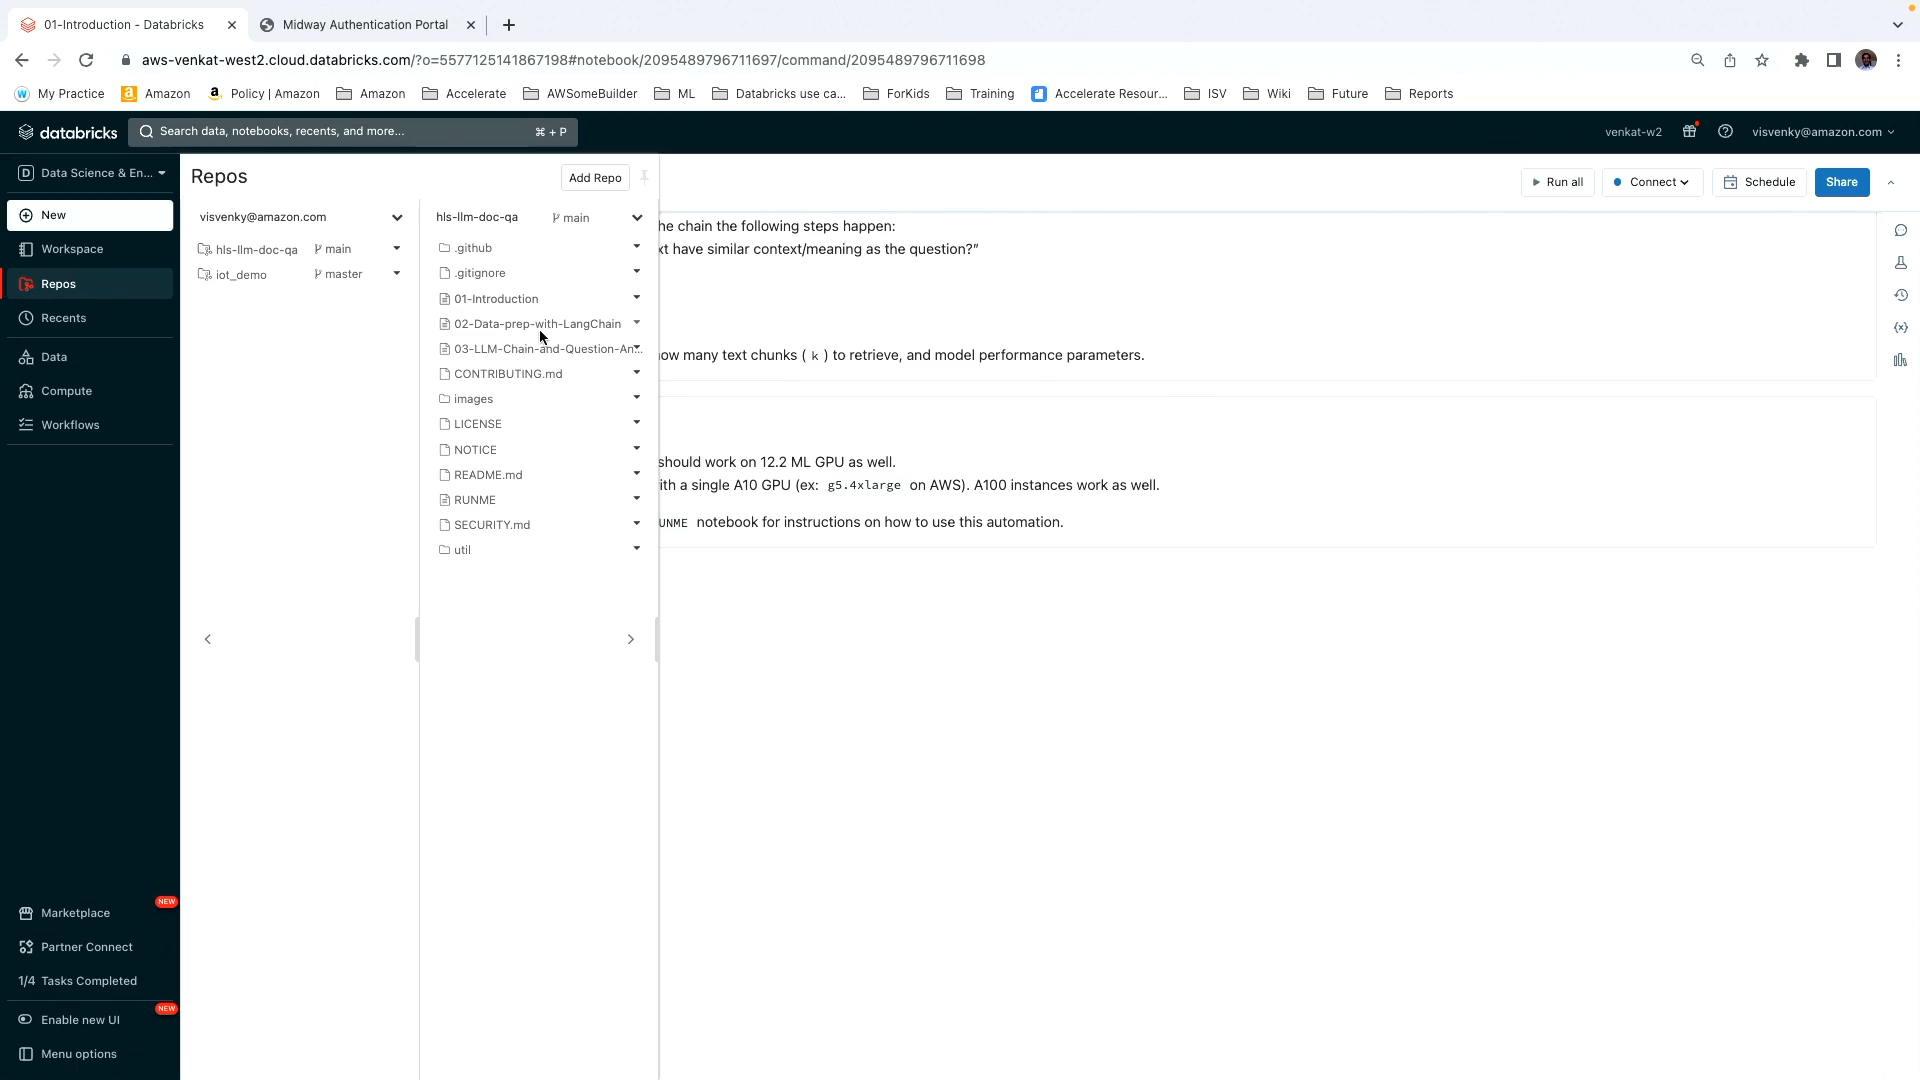 01-Introduction - Databricks
Midway Authentication Portal
aws-venkat-west2.cloud.databricks.com/?o=5577125141867198#notebook/2095489796711697/command/2095489796711698
My Practice
Amazon
Policy | Amazon
Amazon
Accelerate
AWSomeBuilder
ML
Databricks use ca...
ForKids
Training
Accelerate Resour...
ISV
Wiki
Future
Reports
databricks
Search data, notebooks, recents, and more...
⌘ + P
venkat-w2
visvenky@amazon.com
D Data Science & En...
New
Workspace
Repos
Recents
Data
Compute
Workflows
Marketplace
NEW
Partner Connect
1/4 Tasks Completed
Enable new UI
NEW
Menu options
Repos
Add Repo
visvenky@amazon.com
hls-llm-doc-qa main
iot_demo master
hls-llm-doc-qa main
.github
.gitignore
01-Introduction
02-Data-prep-with-LangChain
03-LLM-Chain-and-Question-An...
CONTRIBUTING.md
images
LICENSE
NOTICE
README.md
RUNME
SECURITY.md
util
Run all
Connect
Schedule
Share
he chain the following steps happen:
xt have similar context/meaning as the question?”
ow many text chunks ( k ) to retrieve, and model performance parameters.
should work on 12.2 ML GPU as well.
ith a single A10 GPU (ex: g5.4xlarge on AWS). A100 instances work as well.
UNME notebook for instructions on how to use this automation.